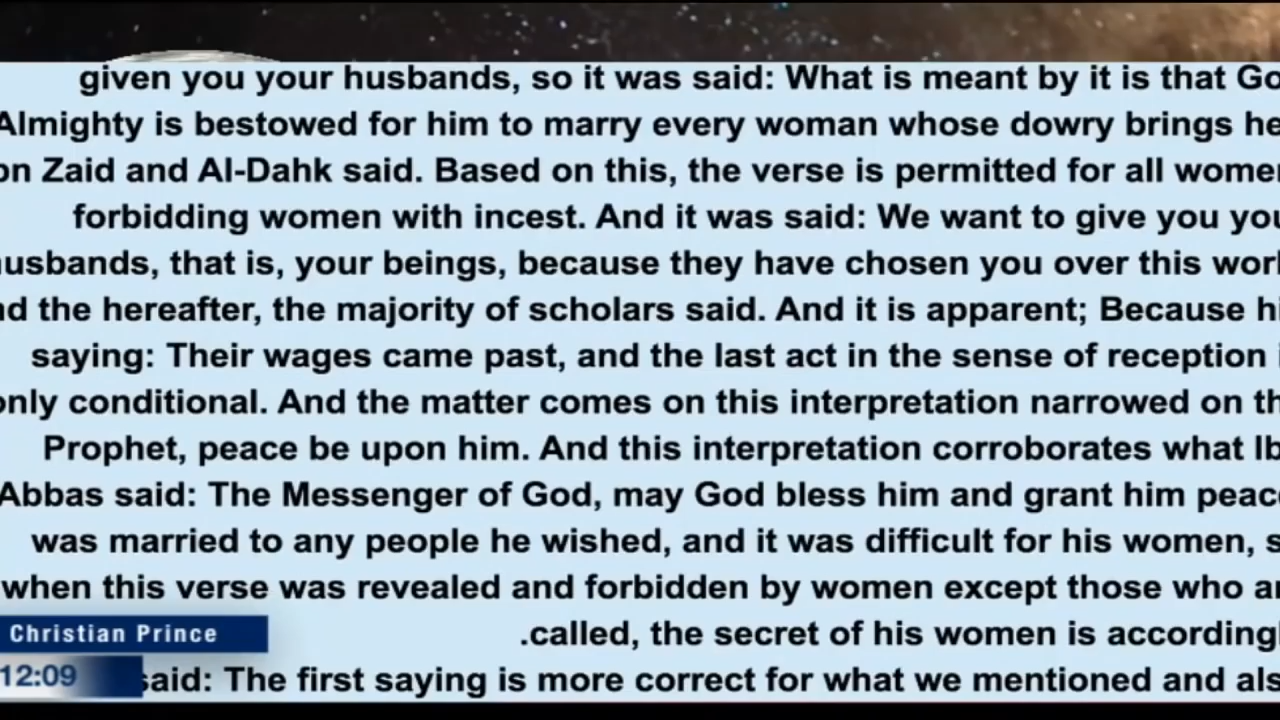 given you your husbands, so it was said: What is meant by it is that Go
Almighty is bestowed for him to marry every woman whose dowry brings he
on Zaid and Al-Dahk said. Based on this, the verse is permitted for all women
forbidding women with incest. And it was said: We want to give you you
usbands, that is, your beings, because they have chosen you over this worl
nd the hereafter, the majority of scholars said. And it is apparent; Because hi
saying: Their wages came past, and the last act in the sense of reception i
only conditional. And the matter comes on this interpretation narrowed on th
Prophet, peace be upon him. And this interpretation corroborates what Ib
Abbas said: The Messenger of God, may God bless him and grant him peace
was married to any people he wished, and it was difficult for his women, s
when this verse was revealed and forbidden by women except those who ar
.called, the secret of his women is accordingl
said: The first saying is more correct for what we mentioned and als
Christian Prince
12:09